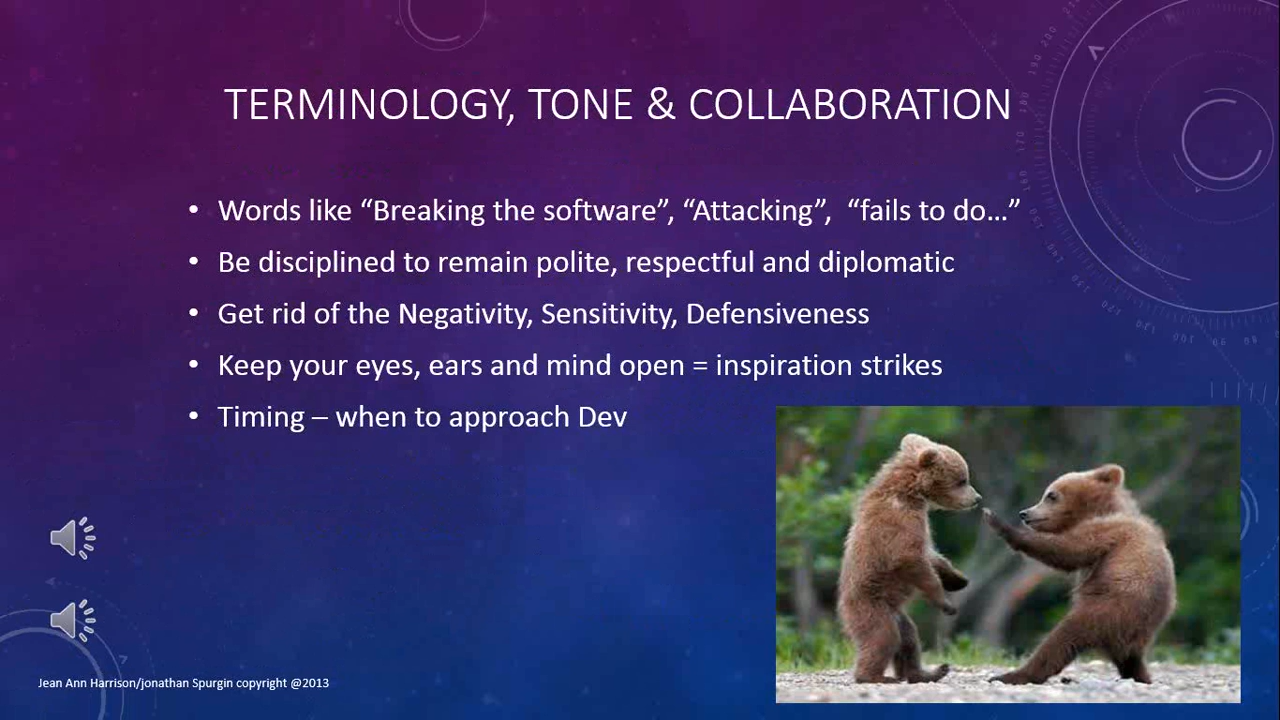 TERMINOLOGY, TONE & COLLABORATION
• Words like “Breaking the software”, “Attacking”,  “fails to do…”
• Be disciplined to remain polite, respectful and diplomatic
• Get rid of the Negativity, Sensitivity, Defensiveness
• Keep your eyes, ears and mind open = inspiration strikes
• Timing – when to approach Dev
Jean Ann Harrison/jonathan Spurgin copyright @2013